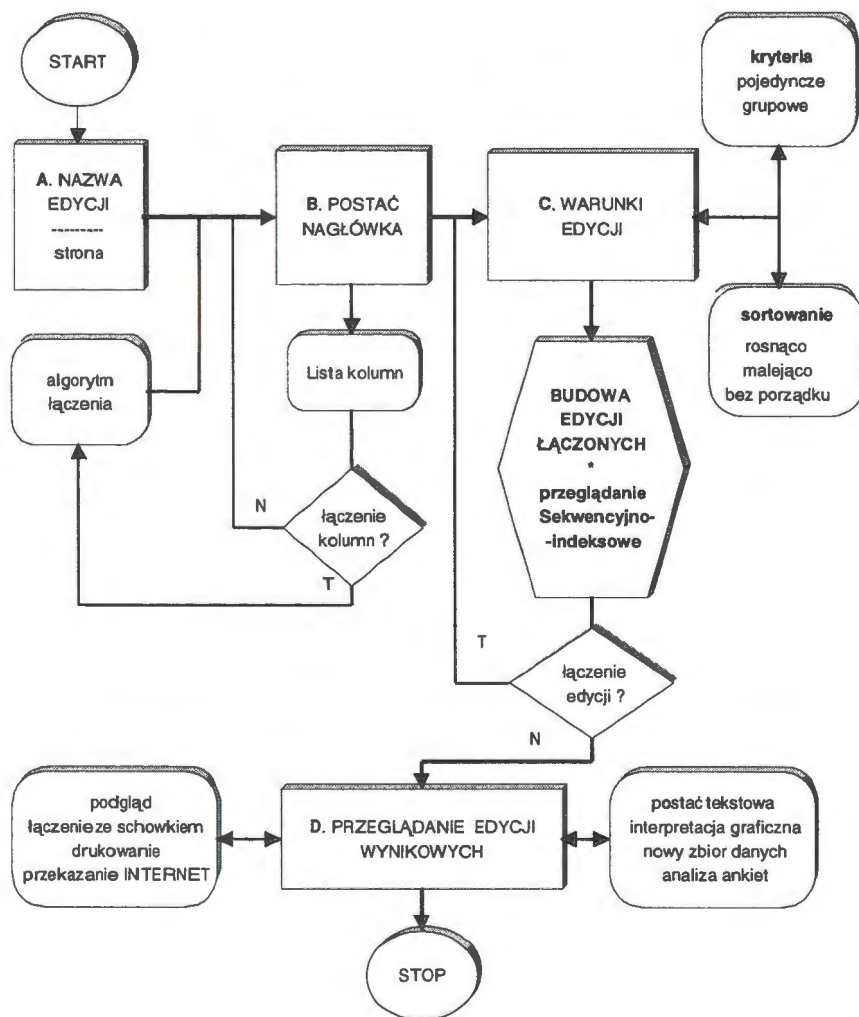 START
A. NAZWA
EDYCJI
---------
strona
B. POSTAĆ
NAGŁÓWKA
C. WARUNKI
EDYCJI
kryteria
pojedyncze
grupowe
sortowanie
rosnąco
malejąco
bez porządku
algorytm
łączenia
Lista kolumn
łączenie
kolumn ?
N
T
BUDOWA
EDYCJI
ŁĄCZONYCH
*
przeglądanie
Sekwencyjno-
-indeksowe
łączenie
edycji ?
T
N
podgląd
łączenie ze schowkiem
drukowanie
przekazanie INTERNET
D. PRZEGLĄDANIE EDYCJI
WYNIKOWYCH
postać tekstowa
interpretacja graficzna
nowy zbior danych
analiza ankiet
STOP